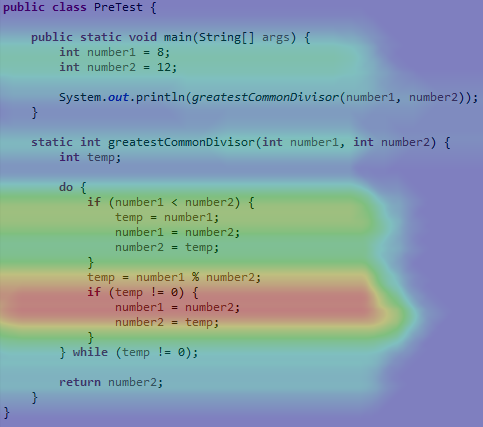 public class PreTest {
public static void main(String[] args) {
int number1 = 8;
int number2 = 12;
System.out.println(greatestCommonDivisor(number1, number2));
}
static int greatestCommonDivisor(int number1, int number2) {
int temp;
do {
if (number1 < number2) {
temp = number1;
number1 = number2;
number2 = temp;
}
temp = number1 % number2;
if (temp != 0) {
number1 = number2;
number2 = temp;
}
} while (temp != 0);
return number2;
}
}